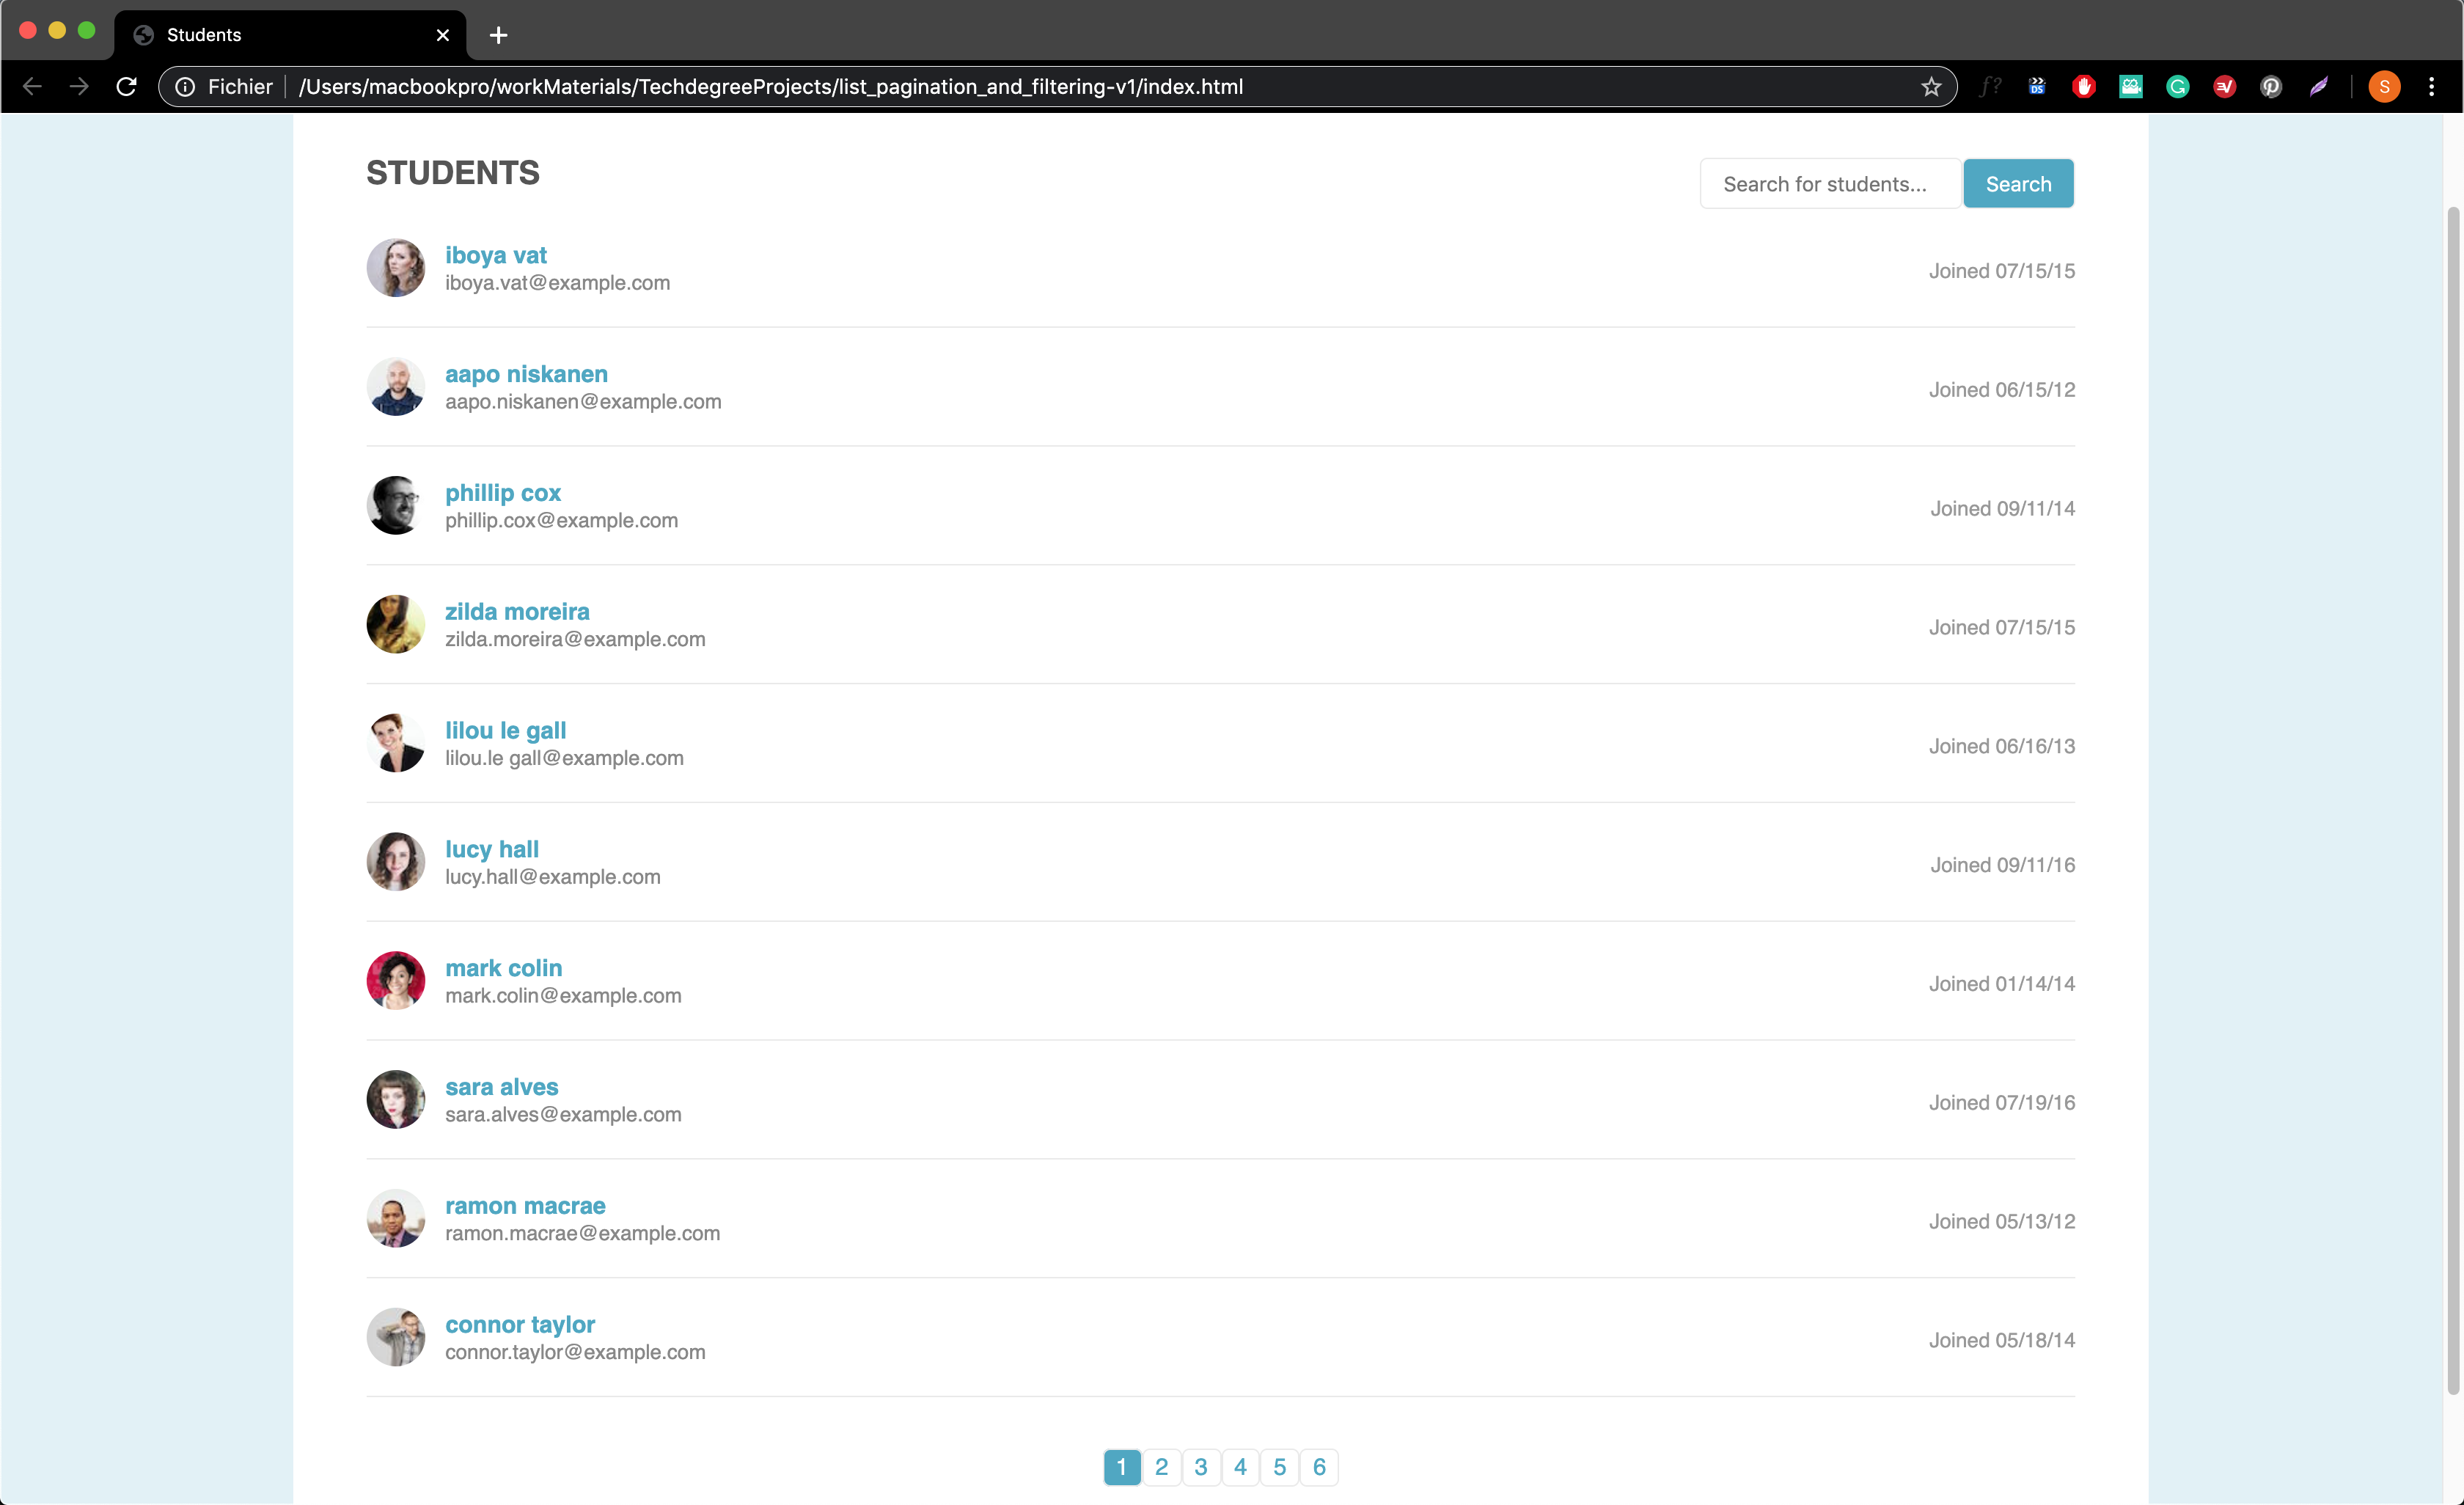 Students
Fichier /Users/macbookpro/workMaterials/TechdegreeProjects/list_pagination_and_filtering-v1/index.html
f? DS G EV S
STUDENTS
Search for students... Search
iboya vat
iboya.vat@example.com
Joined 07/15/15
aapo niskanen
aapo.niskanen@example.com
Joined 06/15/12
phillip cox
phillip.cox@example.com
Joined 09/11/14
zilda moreira
zilda.moreira@example.com
Joined 07/15/15
lilou le gall
lilou.le gall@example.com
Joined 06/16/13
lucy hall
lucy.hall@example.com
Joined 09/11/16
mark colin
mark.colin@example.com
Joined 01/14/14
sara alves
sara.alves@example.com
Joined 07/19/16
ramon macrae
ramon.macrae@example.com
Joined 05/13/12
connor taylor
connor.taylor@example.com
Joined 05/18/14
1 2 3 4 5 6